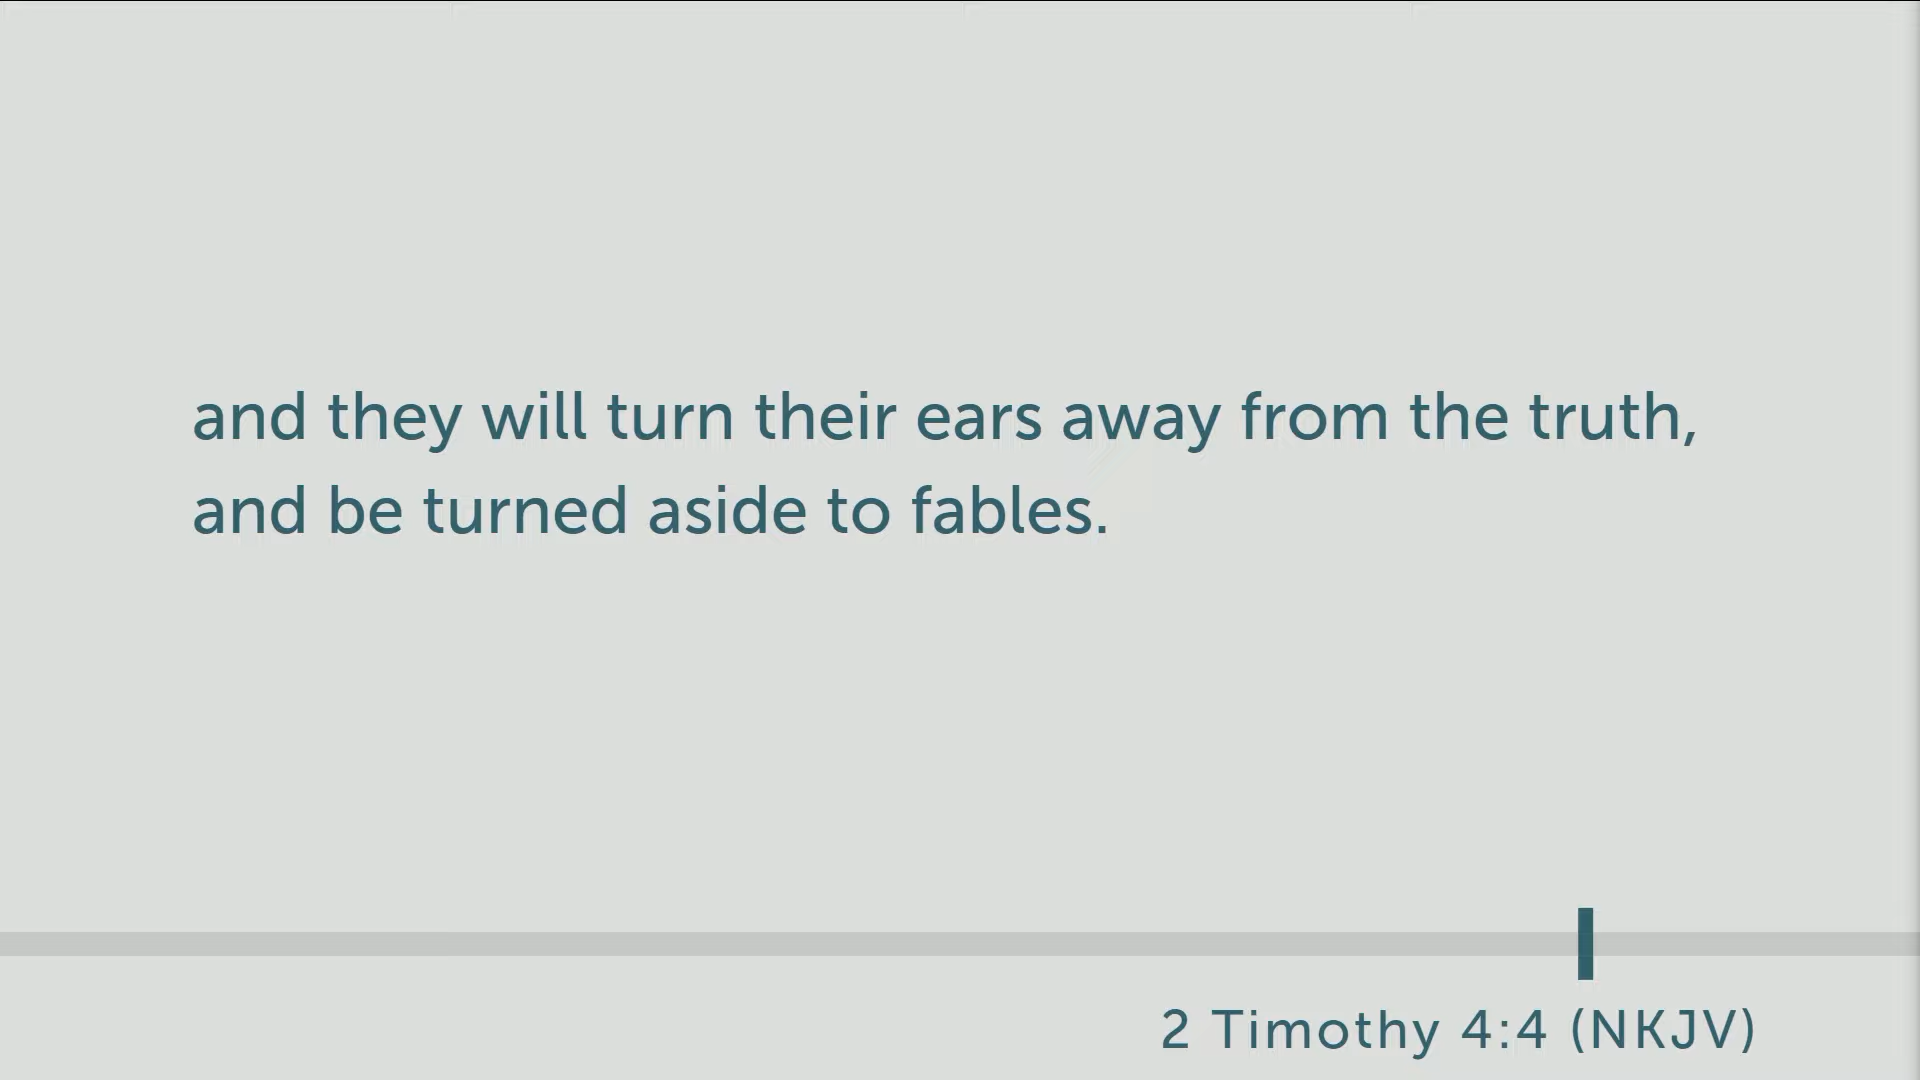 and they will turn their ears away from the truth,
and be turned aside to fables.
2 Timothy 4:4 (NKJV)